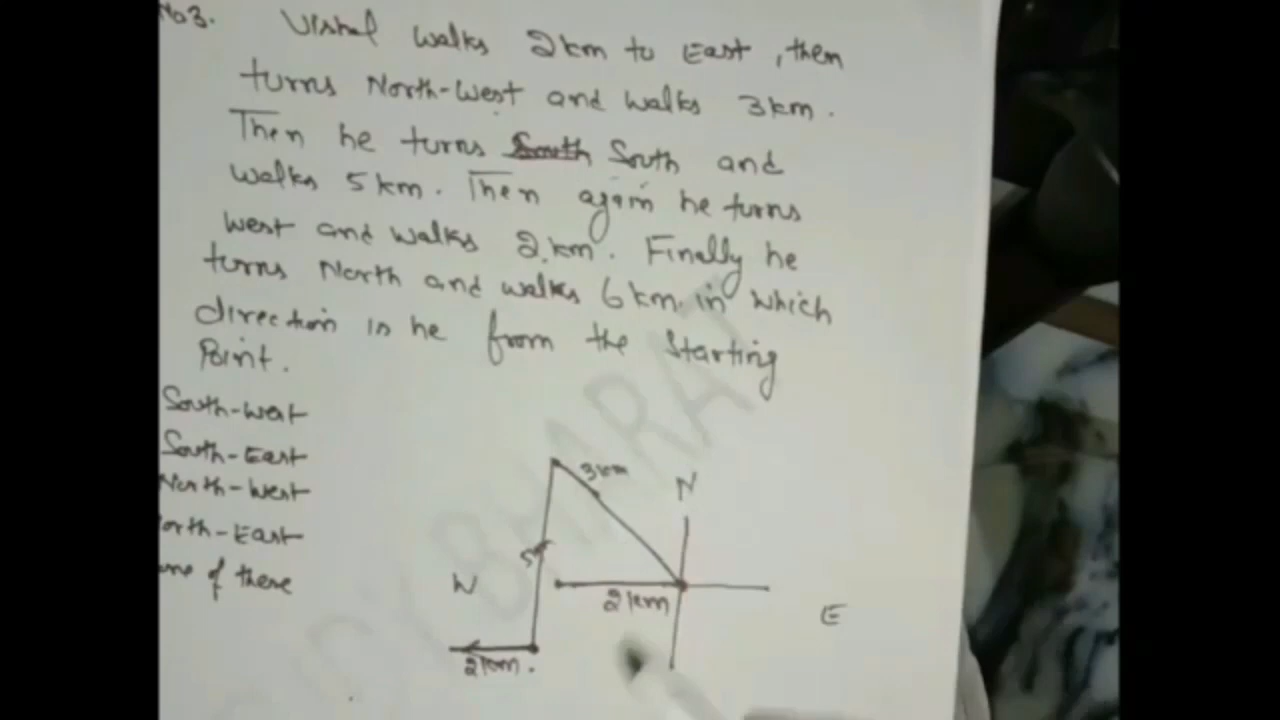 No3. Vishal walks 2km to East, then
turns North-West and walks 3km.
Then he turns South South and
walks 5km. Then again he turns
West and walks 2km. Finally he
turns North and walks 6km. in which
direction is he from the starting
Point.
South-West
South-East
North-West
orth-East
one of these
3km
N
5
W
2km
E
2km.
BHARAT